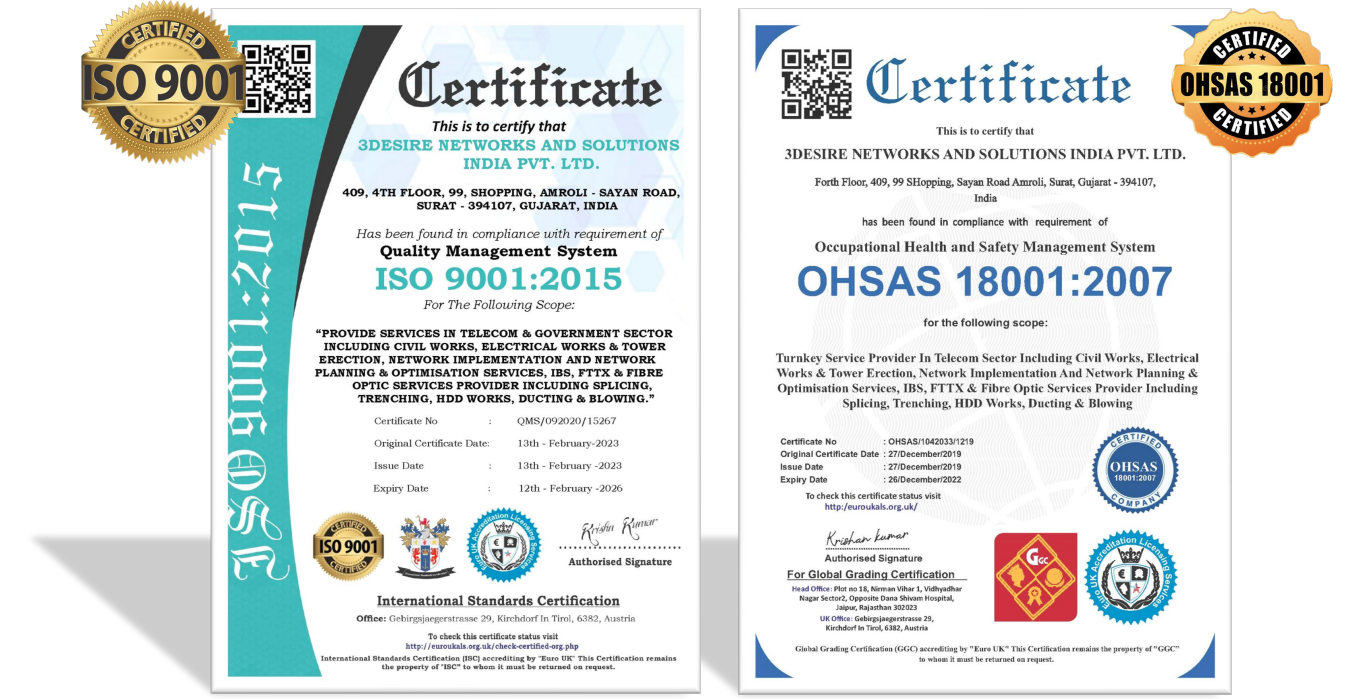 CERTIFIED
ISO 9001
CERTIFIED
ISO 9001:2015
Certificate
This is to certify that
3DESIRE NETWORKS AND SOLUTIONS
INDIA PVT. LTD.
409, 4TH FLOOR, 99, SHOPPING, AMROLI - SAYAN ROAD,
SURAT - 394107, GUJARAT, INDIA
Has been found in compliance with requirement of
Quality Management System
ISO 9001:2015
For The Following Scope:
“PROVIDE SERVICES IN TELECOM & GOVERNMENT SECTOR
INCLUDING CIVIL WORKS, ELECTRICAL WORKS & TOWER
ERECTION, NETWORK IMPLEMENTATION AND NETWORK
PLANNING & OPTIMISATION SERVICES, IBS, FTTX & FIBRE
OPTIC SERVICES PROVIDER INCLUDING SPLICING,
TRENCHING, HDD WORKS, DUCTING & BLOWING.”
Certificate No : QMS/092020/15267
Original Certificate Date: 13th - February-2023
Issue Date : 13th - February -2023
Expiry Date : 12th - February -2026
CERTIFIED
ISO 9001
CERTIFIED
Euro UK Accreditation Licensing Services
Krishn Kumar
Authorised Signature
International Standards Certification
Office: Gebirgsjaegerstrasse 29, Kirchdorf In Tirol, 6382, Austria
To check this certificate status visit
http://euroukals.org.uk/check-certified-org.php
International Standards Certification (ISC) accrediting by "Euro UK" This Certification remains
the property of "ISC" to whom it must be returned on request.
Certificate
CERTIFIED
OHSAS 18001
CERTIFIED
This is to certify that
3DESIRE NETWORKS AND SOLUTIONS INDIA PVT. LTD.
Forth Floor, 409, 99 SHopping, Sayan Road Amroli, Surat, Gujarat - 394107,
India
has been found in compliance with requirement of
Occupational Health and Safety Management System
OHSAS 18001:2007
for the following scope:
Turnkey Service Provider In Telecom Sector Including Civil Works, Electrical
Works & Tower Erection, Network Implementation And Network Planning &
Optimisation Services, IBS, FTTX & Fibre Optic Services Provider Including
Splicing, Trenching, HDD Works, Ducting & Blowing
Certificate No : OHSAS/1042033/1219
Original Certificate Date : 27/December/2019
Issue Date : 27/December/2019
Expiry Date : 26/December/2022
To check this certificate status visit
http:/euroukals.org.uk/
CERTIFIED
OHSAS
18001:2007
COMPANY
Krishan kumar
Authorised Signature
For Global Grading Certification
Head Office: Plot no 18, Nirman Vihar 1, Vidhyadhar
Nagar Sector2, Opposite Dana Shivam Hospital,
Jaipur, Rajasthan 302023
UK Office: Gebirgsjaegerstrasse 29,
Kirchdorf In Tirol, 6382, Austria
GGC
Euro UK Accreditation Licensing Services
Global Grading Certification (GGC) accrediting by "Euro UK" This Certification remains the property of "GGC"
to whom it must be returned on request.